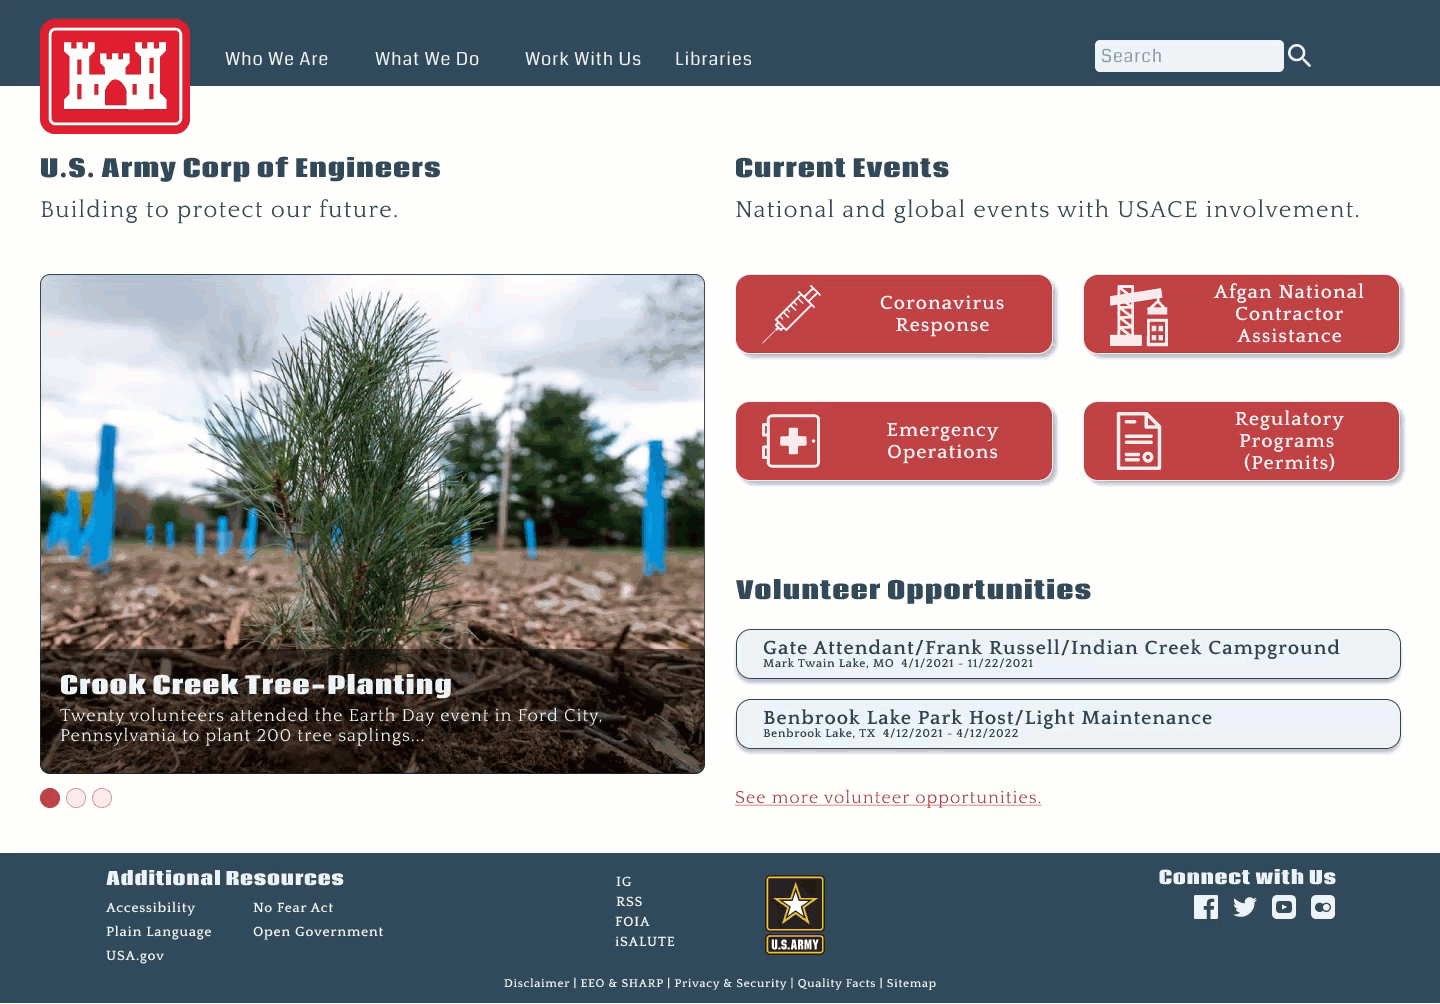 Who We Are What We Do Work With Us Libraries Search
U.S. Army Corp of Engineers
Building to protect our future.
Current Events
National and global events with USACE involvement.
Coronavirus
Response
Afgan National
Contractor
Assistance
Emergency
Operations
Regulatory
Programs
(Permits)
Crook Creek Tree-Planting
Twenty volunteers attended the Earth Day event in Ford City,
Pennsylvania to plant 200 tree saplings...
Volunteer Opportunities
Gate Attendant/Frank Russell/Indian Creek Campground
Mark Twain Lake, MO 4/1/2021 - 11/22/2021
Benbrook Lake Park Host/Light Maintenance
Benbrook Lake, TX 4/12/2021 - 4/12/2022
See more volunteer opportunities.
Additional Resources
Accessibility
Plain Language
USA.gov
No Fear Act
Open Government
IG
RSS
FOIA
iSALUTE
U.S.ARMY
Connect with Us
Disclaimer | EEO & SHARP | Privacy & Security | Quality Facts | Sitemap